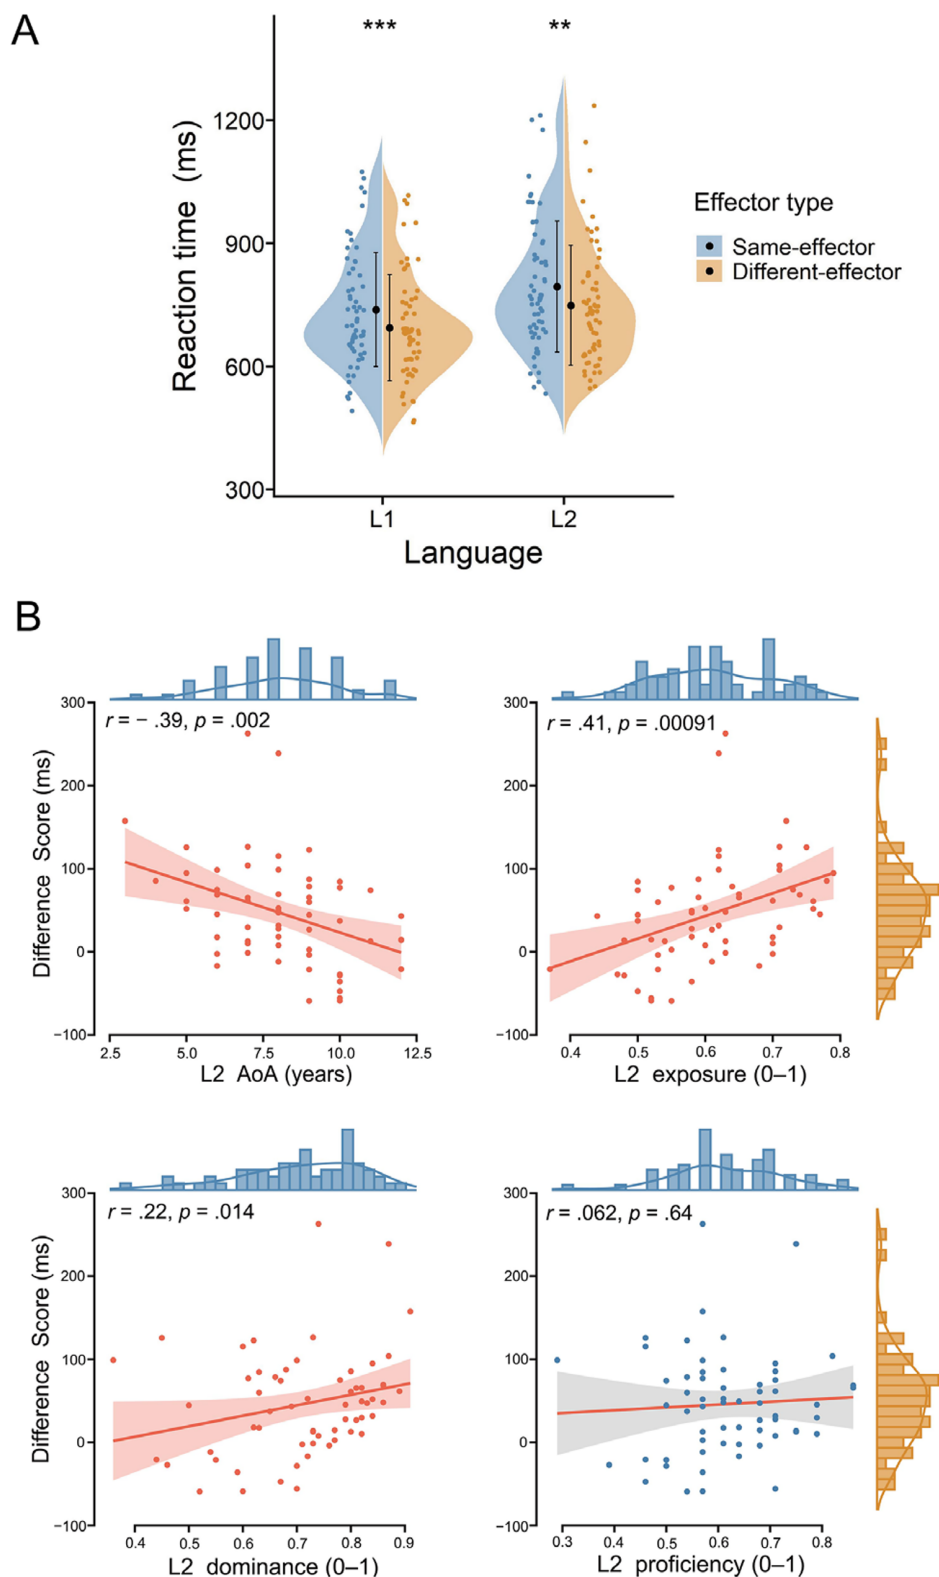 A
*** **
Reaction time (ms)
1200
900
600
300
L1 L2
Language
Effector type
Same-effector
Different-effector
B
r = − .39, p = .002
Difference Score (ms)
300
200
100
0
−100
2.5 5.0 7.5 10.0 12.5
L2 AoA (years)
r = .41, p = .00091
300
200
100
0
−100
0.4 0.5 0.6 0.7 0.8
L2 exposure (0–1)
r = .22, p = .014
Difference Score (ms)
300
200
100
0
−100
0.4 0.5 0.6 0.7 0.8 0.9
L2 dominance (0–1)
r = .062, p = .64
300
200
100
0
−100
0.3 0.4 0.5 0.6 0.7 0.8
L2 proficiency (0–1)